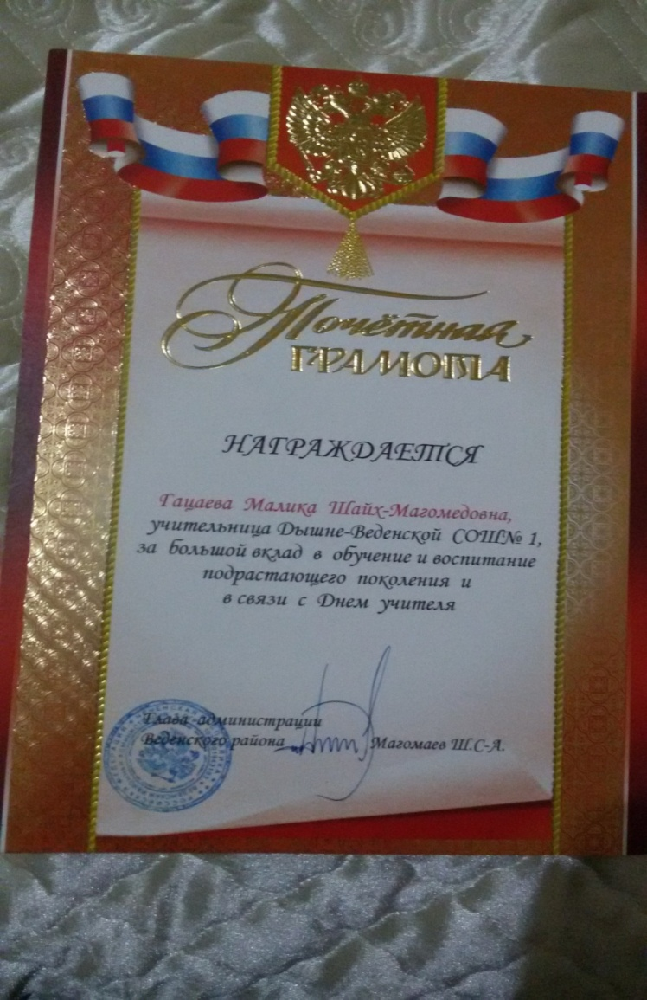 Почётная
ГРАМОТА
НАГРАЖДАЕТСЯ
Гацаева Малика Шайх-Магомедовна,
учительница Дышне-Веденской СОШ№ 1,
за большой вклад в обучение и воспитание
подрастающего поколения и
в связи с Днем учителя
Глава администрации
Веденского района Магомаев Ш.С-А.